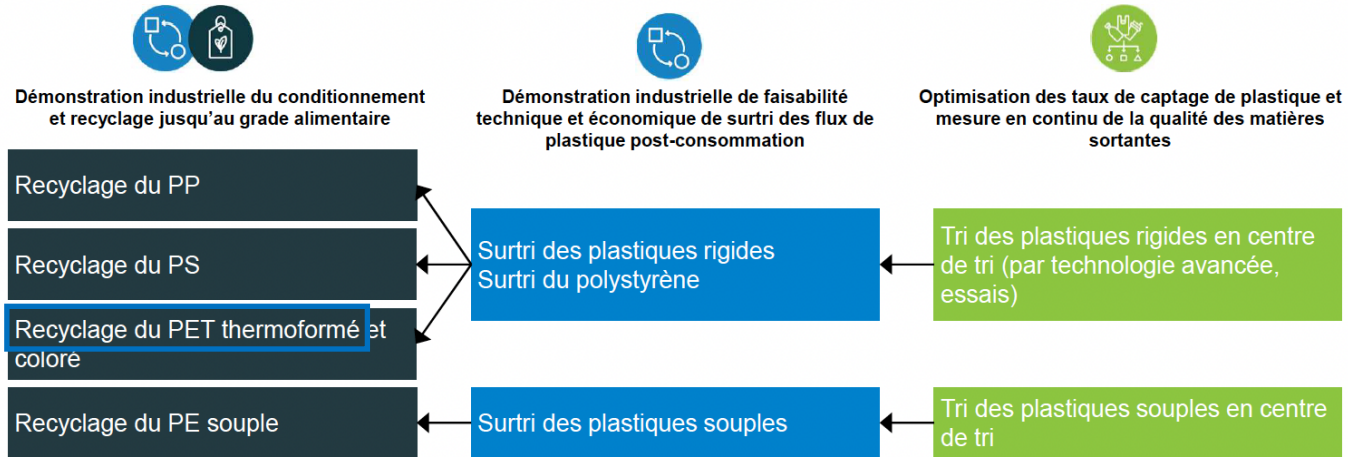 Démonstration industrielle du conditionnement
et recyclage jusqu'au grade alimentaire
Recyclage du PP
Recyclage du PS
Recyclage du PET thermoformé et
coloré
Recyclage du PE souple
Démonstration industrielle de faisabilité
technique et économique de surtri des flux de
plastique post-consommation
Surtri des plastiques rigides
Surtri du polystyrène
Surtri des plastiques souples
Optimisation des taux de captage de plastique et
mesure en continu de la qualité des matières
sortantes
Tri des plastiques rigides en centre
de tri (par technologie avancée,
essais)
Tri des plastiques souples en centre
de tri